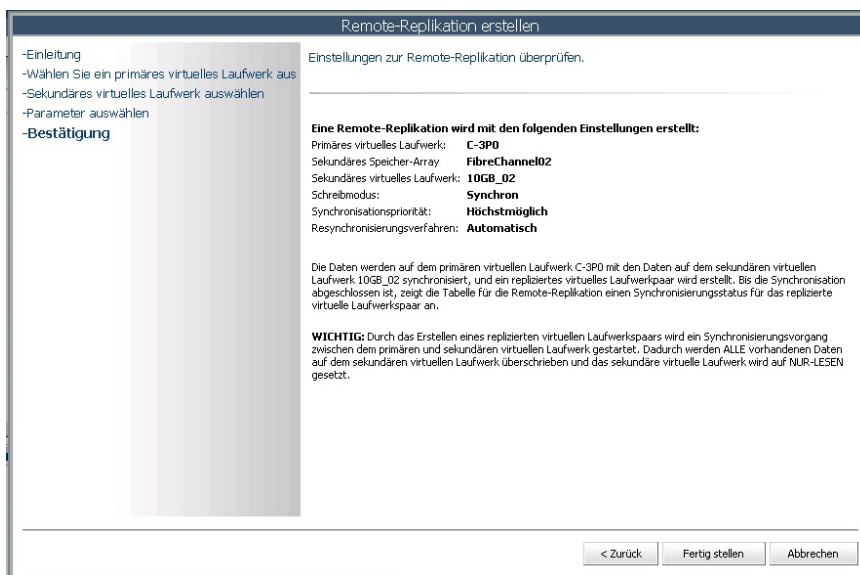 Remote-Replikation erstellen
-Einleitung
-Wählen Sie ein primäres virtuelles Laufwerk aus
-Sekundäres virtuelles Laufwerk auswählen
-Parameter auswählen
-Bestätigung
Einstellungen zur Remote-Replikation überprüfen.
Eine Remote-Replikation wird mit den folgenden Einstellungen erstellt:
Primäres virtuelles Laufwerk: C-3P0
Sekundäres Speicher-Array FibreChannel02
Sekundäres virtuelles Laufwerk: 10GB_02
Schreibmodus: Synchron
Synchronisationspriorität: Höchstmöglich
Resynchronisierungsverfahren: Automatisch
Die Daten werden auf dem primären virtuellen Laufwerk C-3P0 mit den Daten auf dem sekundären virtuellen
Laufwerk 10GB_02 synchronisiert, und ein repliziertes virtuelles Laufwerkpaar wird erstellt. Bis die Synchronisation
abgeschlossen ist, zeigt die Tabelle für die Remote-Replikation einen Synchronisierungsstatus für das replizierte
virtuelle Laufwerkspaar an.
WICHTIG: Durch das Erstellen eines replizierten virtuellen Laufwerkspaars wird ein Synchronisierungsvorgang
zwischen dem primären und sekundären virtuellen Laufwerk gestartet. Dadurch werden ALLE vorhandenen Daten
auf dem sekundären virtuellen Laufwerk überschrieben und das sekundäre virtuelle Laufwerk wird auf NUR-LESEN
gesetzt.
< Zurück
Fertig stellen
Abbrechen